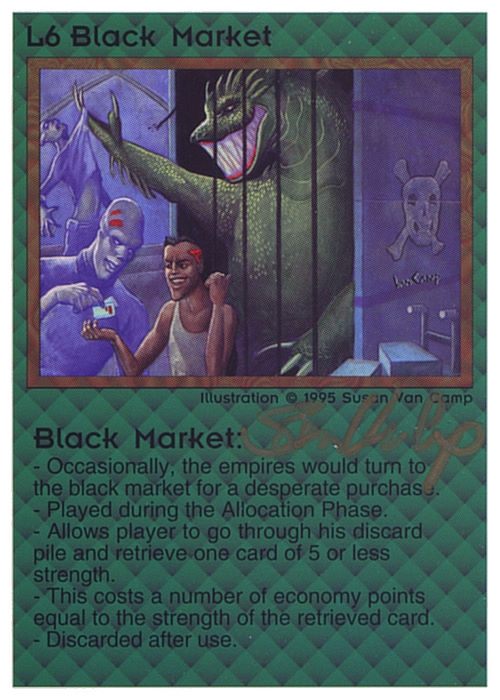 L6 Black Market
VanCamp
Illustration © 1995 Susan Van Camp
Black Market:
- Occasionally, the empires would turn to
the black market for a desperate purchase.
- Played during the Allocation Phase.
- Allows player to go through his discard
pile and retrieve one card of 5 or less
strength.
- This costs a number of economy points
equal to the strength of the retrieved card.
- Discarded after use.